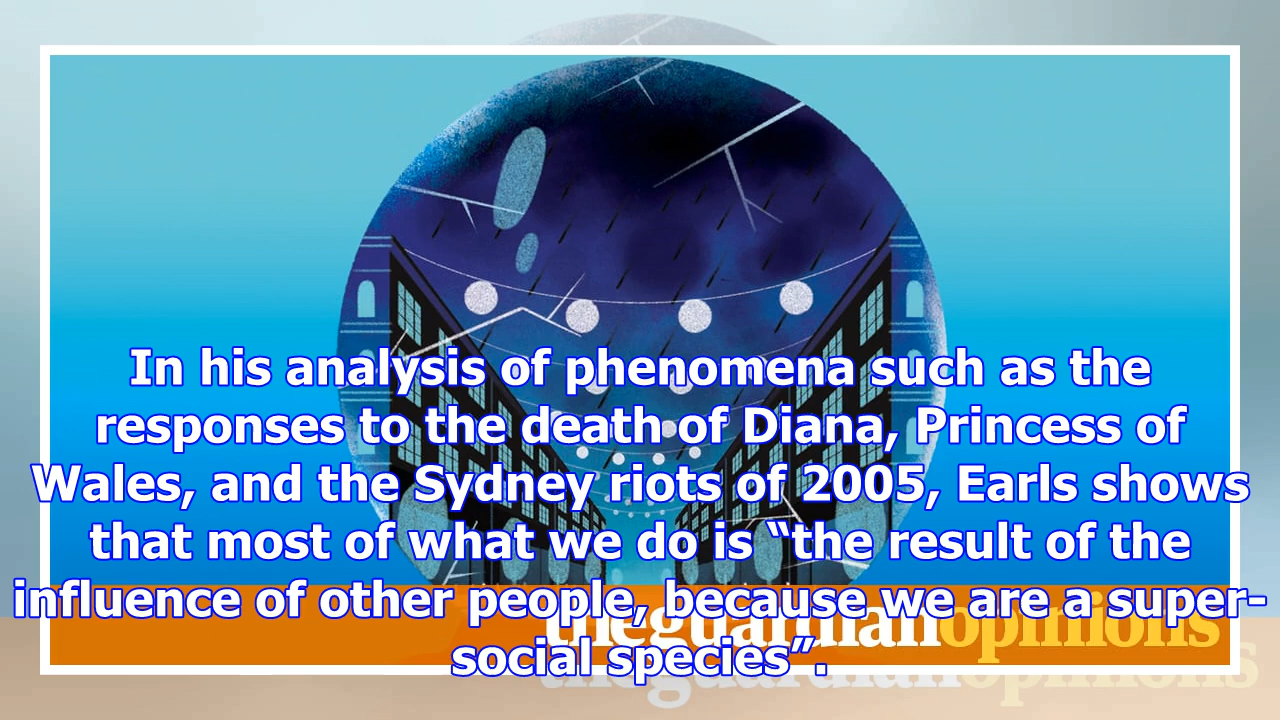 In his analysis of phenomena such as the
responses to the death of Diana, Princess of
Wales, and the Sydney riots of 2005, Earls shows
that most of what we do is “the result of the
influence of other people, because we are a super-
social species”.
theguardianopinions
theguardianopinions